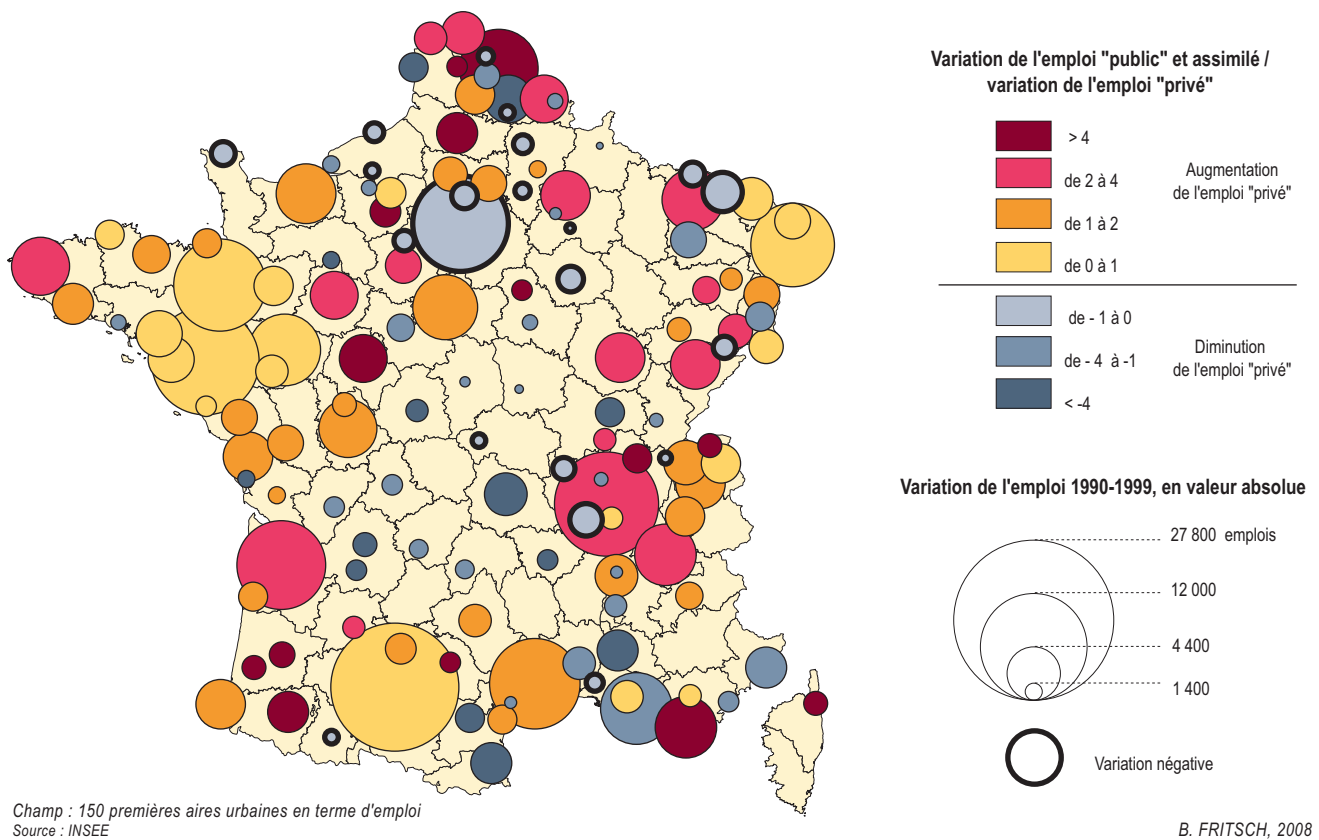 Variation de l'emploi "public" et assimilé /
variation de l'emploi "privé"
> 4
de 2 à 4
Augmentation
de l'emploi "privé"
de 1 à 2
de 0 à 1
de - 1 à 0
de - 4 à -1
Diminution
de l'emploi "privé"
< -4
Variation de l'emploi 1990-1999, en valeur absolue
27 800 emplois
12 000
4 400
1 400
Variation négative
Champ : 150 premières aires urbaines en terme d'emploi
Source : INSEE
B. FRITSCH, 2008